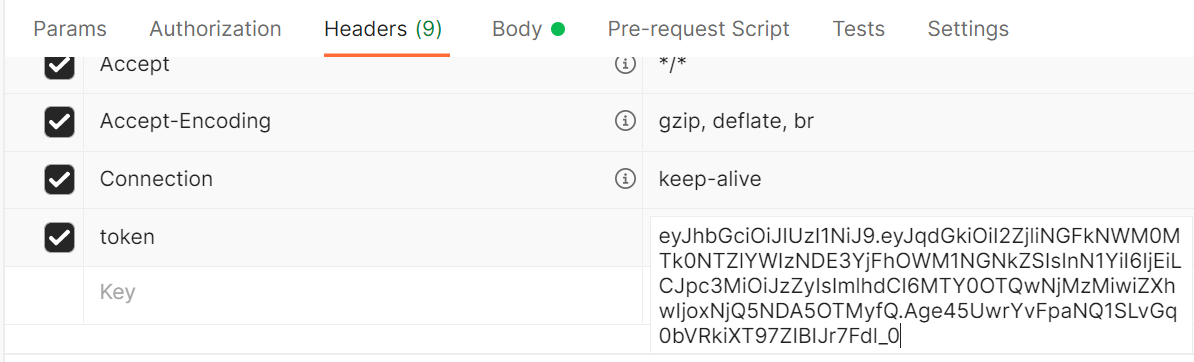 Params Authorization Headers (9) Body Pre-request Script Tests Settings
Accept */*
Accept-Encoding gzip, deflate, br
Connection keep-alive
token eyJhbGciOiJIUzI1NiJ9.eyJqdGkiOiI2ZjliNGFkNWM0M
Tk0NTZlYWIzNDE3YjFhOWM1NGNkZSIsInN1YiI6IjEiL
CJpc3MiOiJzZyIsImlhdCI6MTY0OTQwNjMzMiwiZXh
wIjoxNjQ5NDA5OTMyfQ.Age45UwrYvFpaNQ1SLvGq
0bVRkiXT97ZIBIJr7Fdl_0
Key